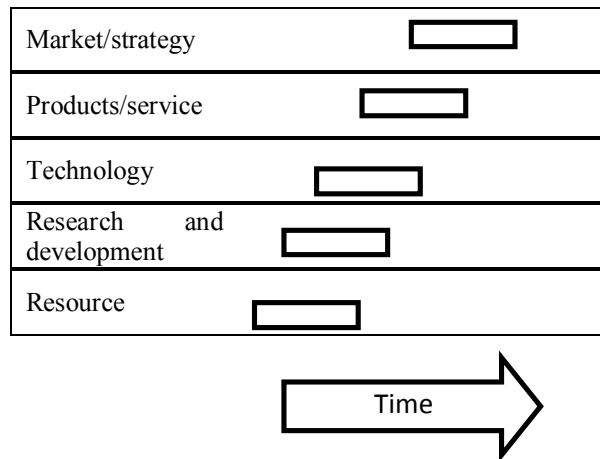 Market/strategy
Products/service
Technology
Research and
development
Resource
Time